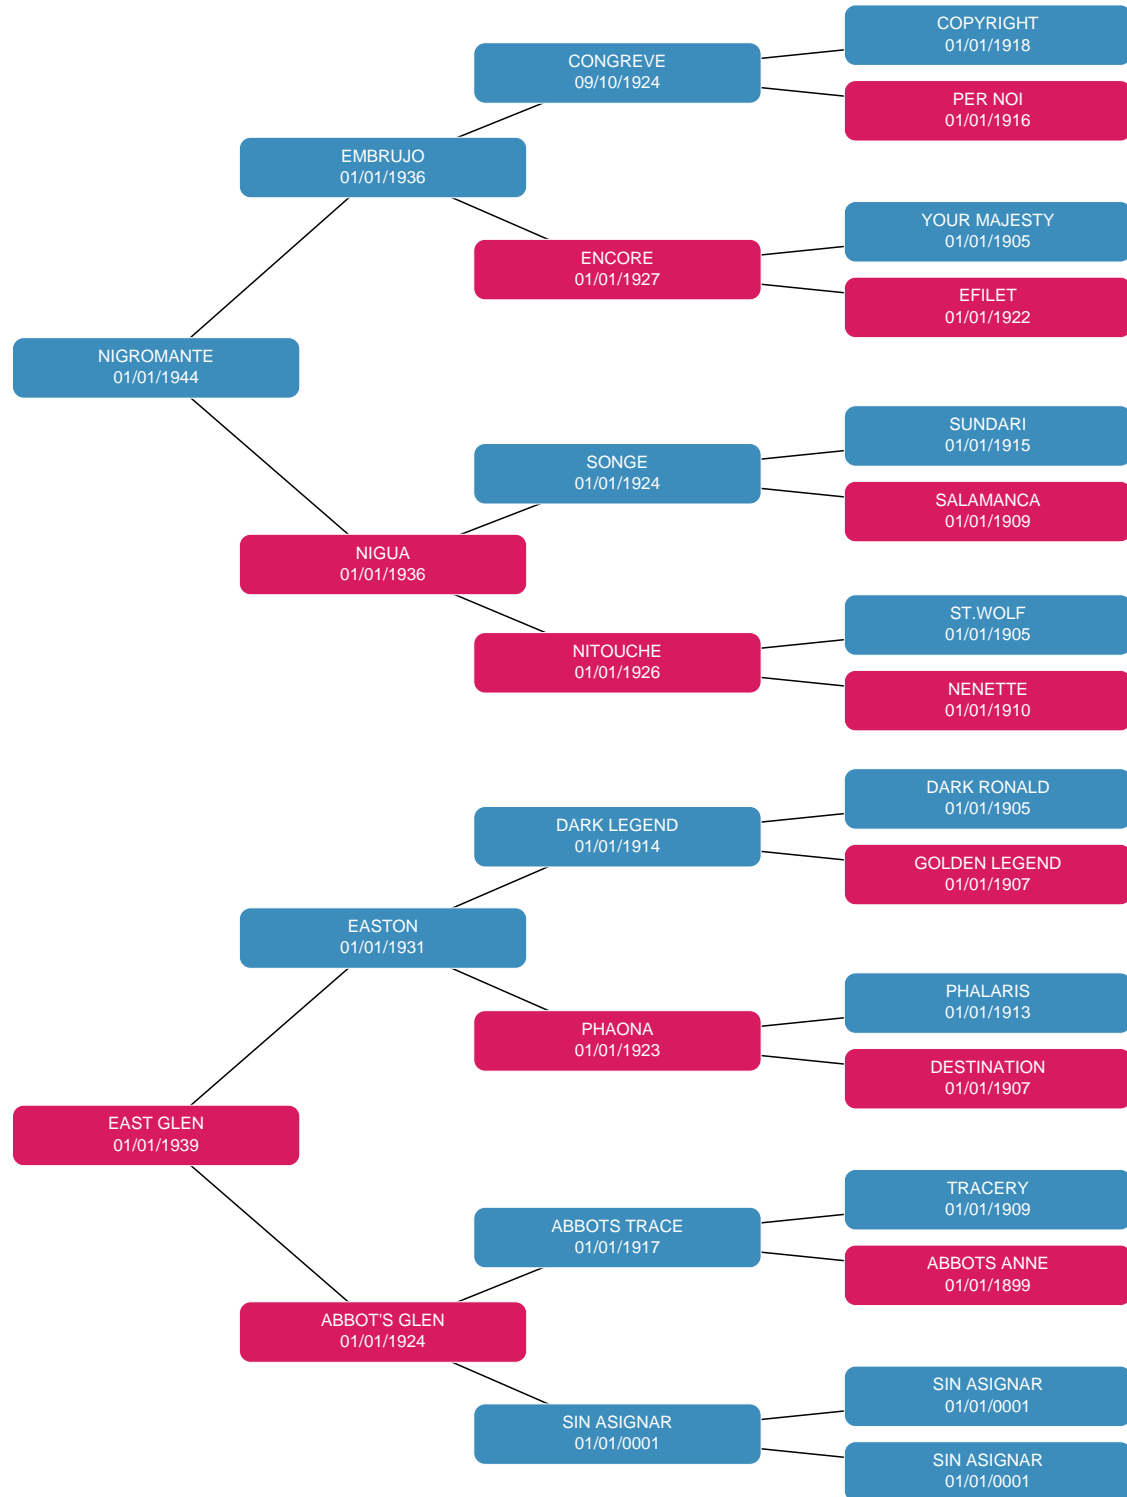 COPYRIGHT
01/01/1918
CONGREVE
09/10/1924
PER NOI
01/01/1916
EMBRUJO
01/01/1936
YOUR MAJESTY
01/01/1905
ENCORE
01/01/1927
EFILET
01/01/1922
NIGROMANTE
01/01/1944
SUNDARI
01/01/1915
SONGE
01/01/1924
SALAMANCA
01/01/1909
NIGUA
01/01/1936
ST.WOLF
01/01/1905
NITOUCHE
01/01/1926
NENETTE
01/01/1910
DARK RONALD
01/01/1905
DARK LEGEND
01/01/1914
GOLDEN LEGEND
01/01/1907
EASTON
01/01/1931
PHALARIS
01/01/1913
PHAONA
01/01/1923
DESTINATION
01/01/1907
EAST GLEN
01/01/1939
TRACERY
01/01/1909
ABBOTS TRACE
01/01/1917
ABBOTS ANNE
01/01/1899
ABBOT'S GLEN
01/01/1924
SIN ASIGNAR
01/01/0001
SIN ASIGNAR
01/01/0001
SIN ASIGNAR
01/01/0001